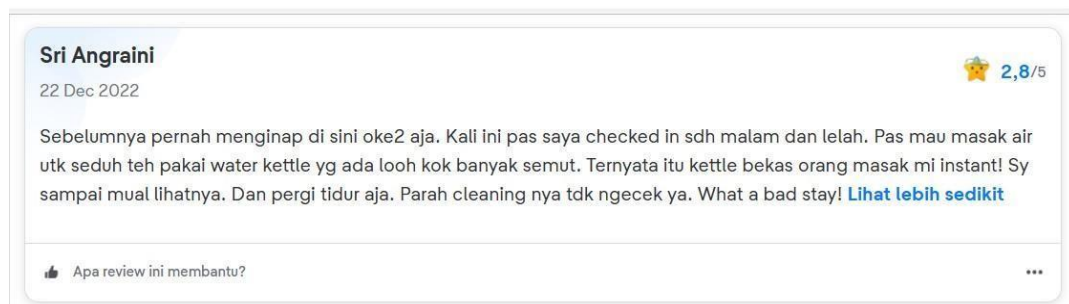 Sri Angraini
2,8/5
22 Dec 2022
Sebelumnya pernah menginap di sini oke2 aja. Kali ini pas saya checked in sdh malam dan lelah. Pas mau masak air
utk seduh teh pakai water kettle yg ada looh kok banyak semut. Ternyata itu kettle bekas orang masak mi instant! Sy
sampai mual lihatnya. Dan pergi tidur aja. Parah cleaning nya tdk ngecek ya. What a bad stay! Lihat lebih sedikit
Apa review ini membantu?